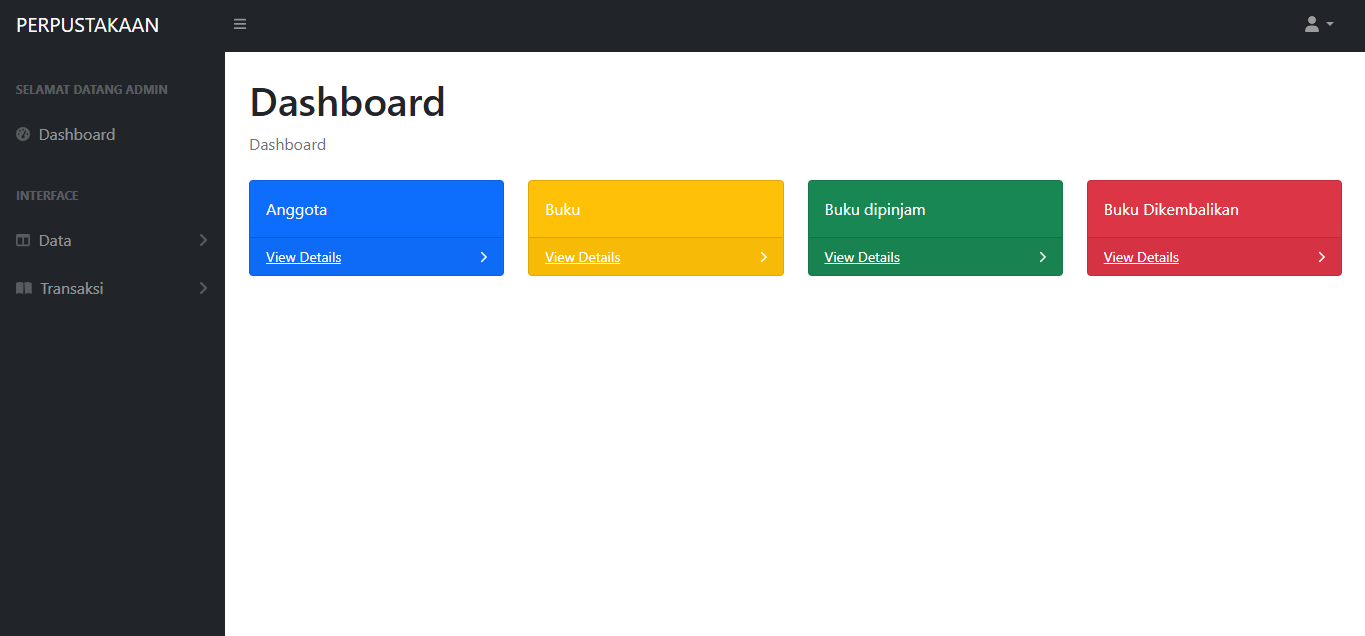 PERPUSTAKAAN
SELAMAT DATANG ADMIN
Dashboard
INTERFACE
Data
Transaksi
Dashboard
Dashboard
Anggota
View Details
Buku
View Details
Buku dipinjam
View Details
Buku Dikembalikan
View Details